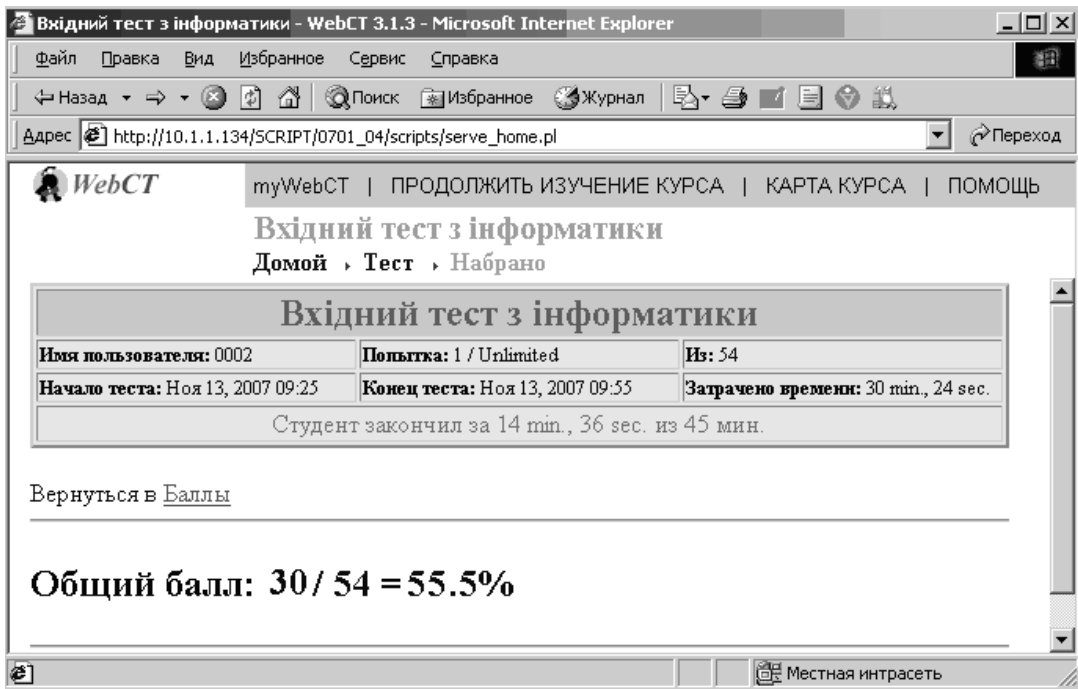 Вхідний тест з інформатики - WebCT 3.1.3 - Microsoft Internet Explorer
Файл Правка Вид Избранное Сервис Справка
Назад Поиск Избранное Журнал
Адрес http://10.1.1.134/SCRIPT/0701_04/scripts/serve_home.pl Переход
WebCT myWebCT | ПРОДОЛЖИТЬ ИЗУЧЕНИЕ КУРСА | КАРТА КУРСА | ПОМОЩЬ
Вхідний тест з інформатики
Домой Тест Набрано
Вхідний тест з інформатики
Имя пользователя: 0002 Попытка: 1 / Unlimited Из: 54
Начало теста: Ноя 13, 2007 09:25 Конец теста: Ноя 13, 2007 09:55 Затрачено времени: 30 min., 24 sec.
Студент закончил за 14 min., 36 sec. из 45 мин.
Вернуться в Баллы
Общий балл: 30 / 54 = 55.5%
Местная интрасеть